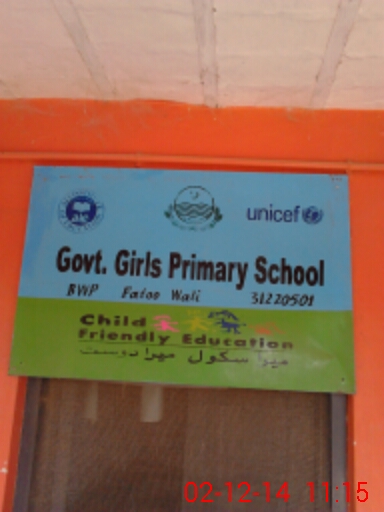 unicef
Govt. Girls Primary School
BWP Fatoo Wali 31220501
Child
Friendly Education
میرا سکول میرا دوست
02-12-14 11:15